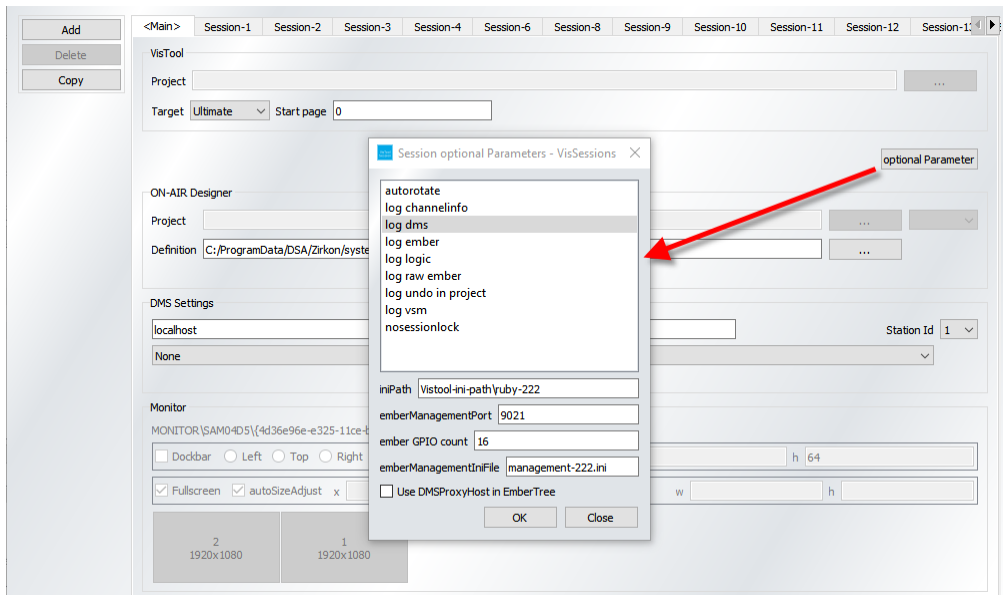 Add
Delete
Copy
<Main> Session-1 Session-2 Session-3 Session-4 Session-6 Session-8 Session-9 Session-10 Session-11 Session-12
VisTool
Project ...
Target Ultimate Start page 0
optional Parameter
Session optional Parameters - VisSessions
autorotate
log channelinfo
log dms
log ember
log logic
log raw ember
log undo in project
log vsm
nosessionlock
iniPath Vistool-ini-path\ruby-222
emberManagementPort 9021
ember GPIO count 16
emberManagementIniFile management-222.ini
Use DMSProxyHost in EmberTree
OK Close
ON-AIR Designer
Project ...
Definition C:/ProgramData/DSA/Zirkon/syste ...
DMS Settings
localhost Station Id 1
None
Monitor
MONITOR\SAM04D5\{4d36e96e-e325-11ce-b
Dockbar Left Top Right h 64
Fullscreen autoSizeAdjust x w h
2
1920x1080
1
1920x1080